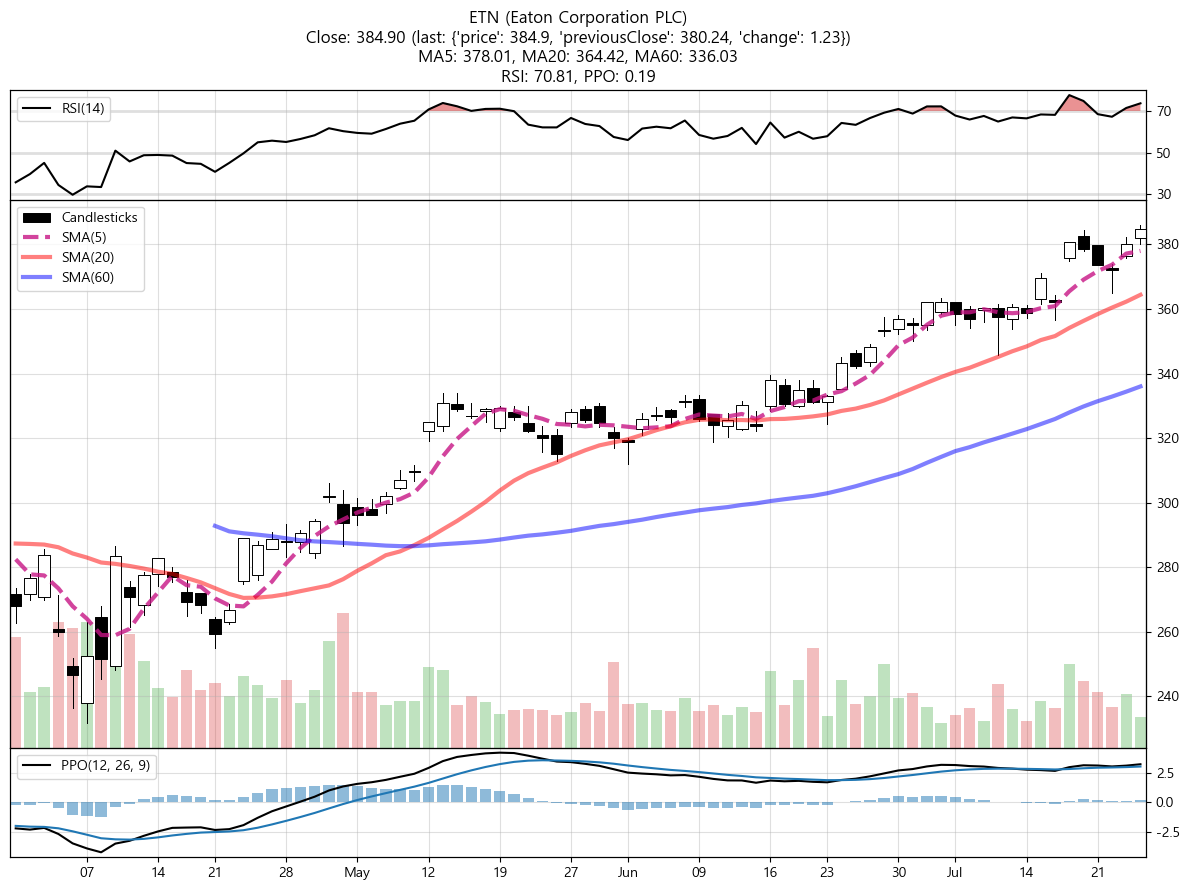 ETN (Eaton Corporation PLC)
Close: 384.90 (last: {'price': 384.9, 'previousClose': 380.24, 'change': 1.23})
MA5: 378.01, MA20: 364.42, MA60: 336.03
RSI: 70.81, PPO: 0.19
RSI(14)
70
50
30
Candlesticks
SMA(5)
SMA(20)
SMA(60)
380
360
340
320
300
280
260
240
PPO(12, 26, 9)
2.5
0.0
-2.5
07 14 21 28 May 12 19 27 Jun 09 16 23 30 Jul 14 21